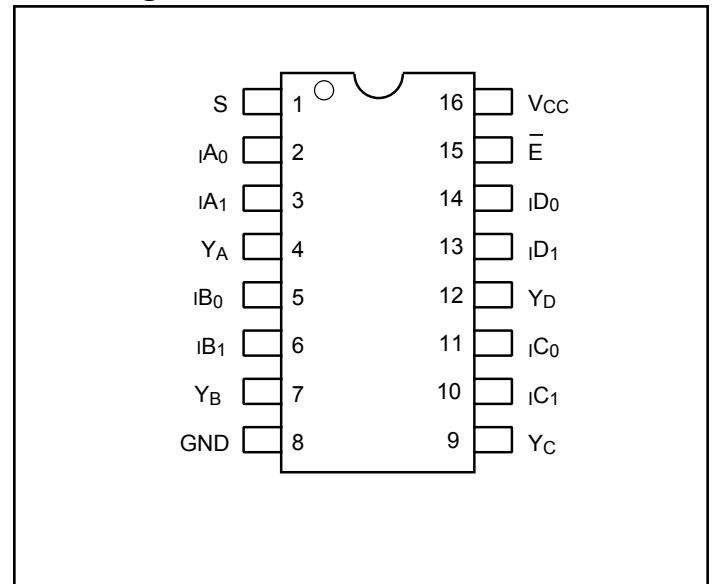 S 1 16 VCC
IA0 2 15 E̅
IA1 3 14 ID0
YA 4 13 ID1
IB0 5 12 YD
IB1 6 11 IC0
YB 7 10 IC1
GND 8 9 YC